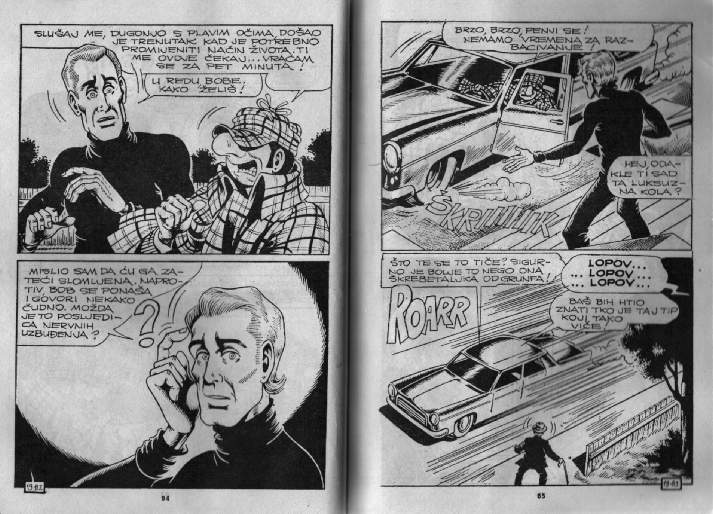 SLUŠAJ ME, DUGONJO S PLAVIM OČIMA, DOŠAO
JE TRENUTAK KAD JE POTREBNO
PROMIJENITI NAČIN ŽIVOTA. TI
ME OVDJE ČEKAJ... VRAĆAM
SE ZA PET MINUTA!
U REDU BOBE,
KAKO ŽELIŠ!
MISLIO SAM DA ĆU GA ZA-
TEĆI SLOMLJENA, NAPRO-
TIV, BOB SE PONAŠA
I GOVORI NEKAKO
ČUDNO. MOŽDA
JE TO POSLJEDI-
CA NERVNIH
UZBUĐENJA?
?
94
BRZO, BRZO, PENJI SE!
NEMAMO VREMENA ZA RAZ-
BACIVANJE
HEJ, ODA-
KLE TI SAD
TA LUKSUZ-
NA KOLA?
ŠKRIIIIIK
ŠTO TE SE TO TIČE? SIGUR-
NO JE BOLJE TO NEGO ONA
ŠKREBETALJKA OD GRUNFA!
LOPOV...
... LOPOV...
... LOPOV...
ROARR
BAŠ BIH HTIO
ZNATI TKO JE TAJ TIP
KOJI TAKO
VIČE!
65